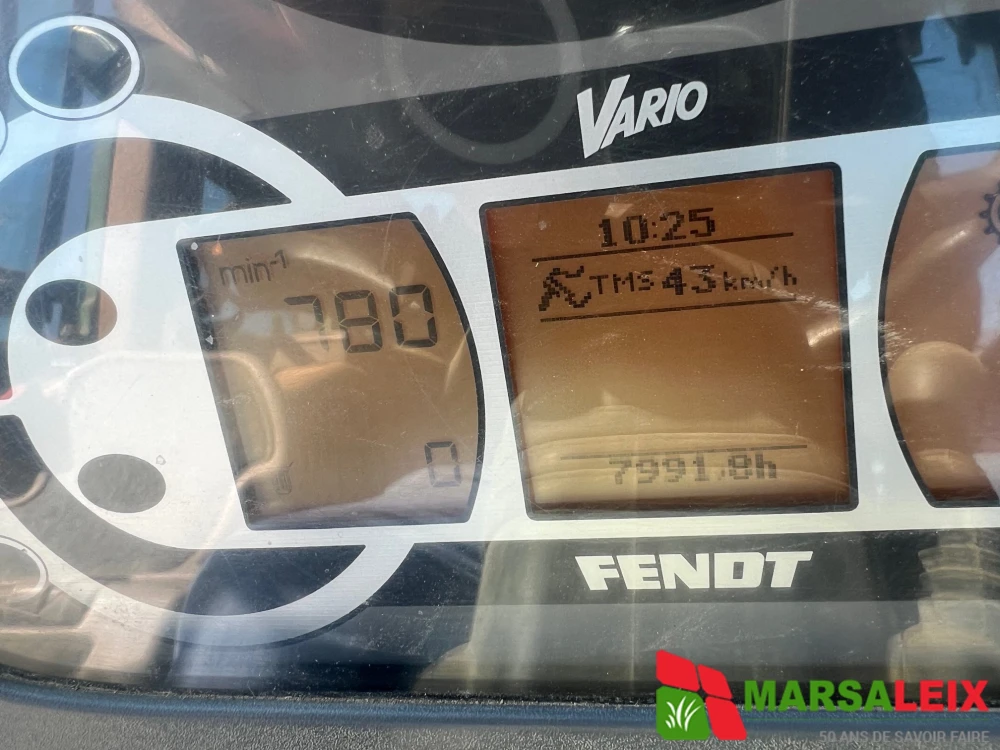 VARIO
10:25
TMS 43 km/h
min-1
780
0
7991.8h
FENDT
MARSALEIX
50 ANS DE SAVOIR FAIRE